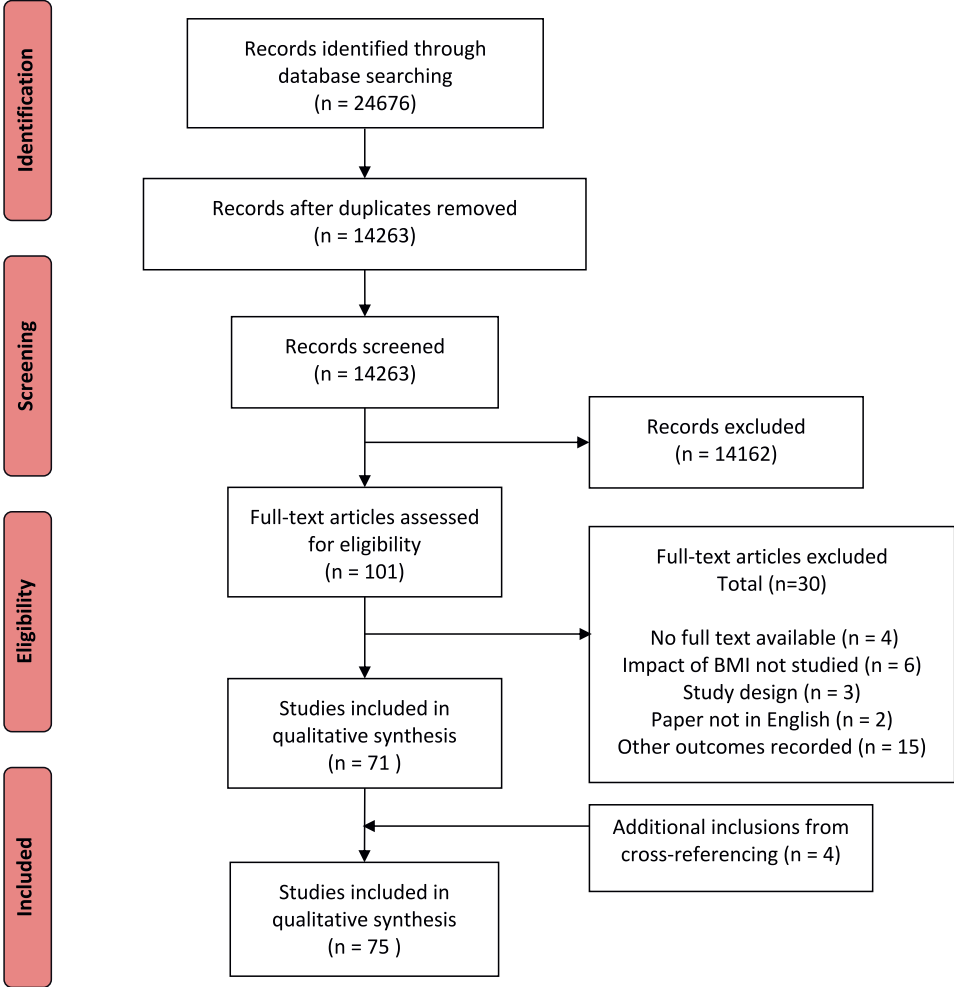 Identification
Records identified through
database searching
(n = 24676)
Records after duplicates removed
(n = 14263)
Screening
Records screened
(n = 14263)
Records excluded
(n = 14162)
Eligibility
Full-text articles assessed
for eligibility
(n = 101)
Full-text articles excluded
Total (n=30)
No full text available (n = 4)
Impact of BMI not studied (n = 6)
Study design (n = 3)
Paper not in English (n = 2)
Other outcomes recorded (n = 15)
Studies included in
qualitative synthesis
(n = 71 )
Included
Additional inclusions from
cross-referencing (n = 4)
Studies included in
qualitative synthesis
(n = 75 )